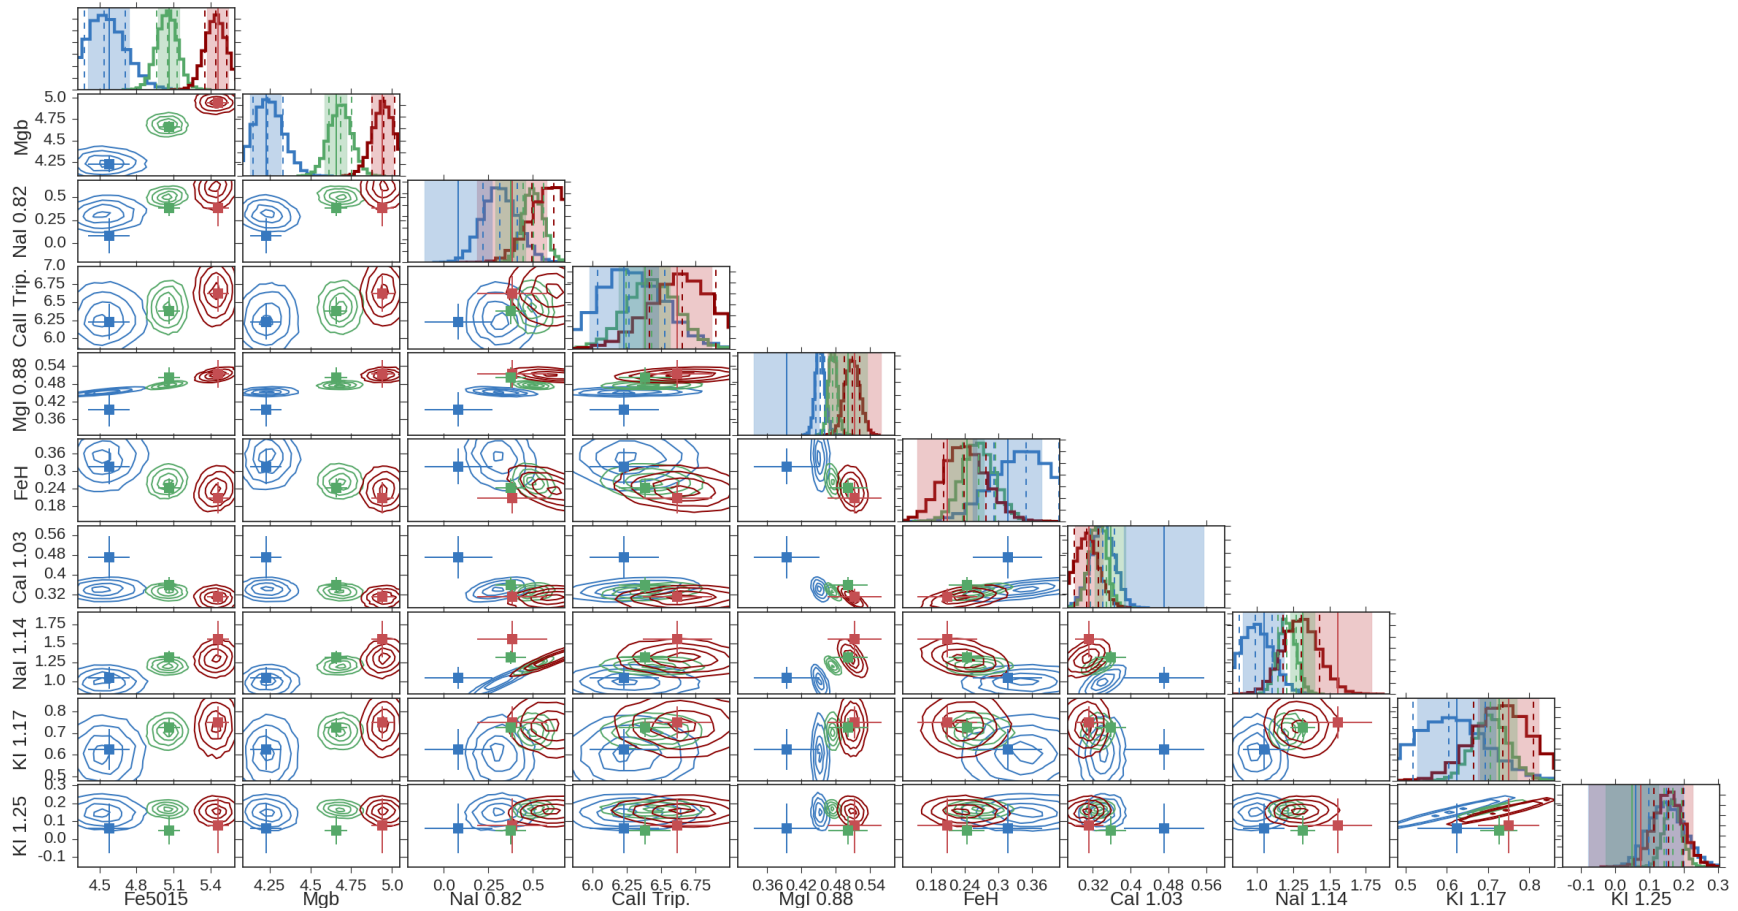 Mgb
5.0
4.75
4.5
4.25
NaI 0.82
0.5
0.25
0.0
CaII Trip.
7.0
6.75
6.5
6.25
6.0
MgI 0.88
0.54
0.48
0.42
0.36
FeH
0.36
0.3
0.24
0.18
CaI 1.03
0.56
0.48
0.4
0.32
NaI 1.14
1.75
1.5
1.25
1.0
KI 1.17
0.8
0.7
0.6
0.5
KI 1.25
0.3
0.2
0.1
0.0
-0.1
4.5 4.8 5.1 5.4
Fe5015
4.25 4.5 4.75 5.0
Mgb
0.0 0.25 0.5
NaI 0.82
6.0 6.25 6.5 6.75
CaII Trip.
0.36 0.42 0.48 0.54
MgI 0.88
0.18 0.24 0.3 0.36
FeH
0.32 0.4 0.48 0.56
CaI 1.03
1.0 1.25 1.5 1.75
NaI 1.14
0.5 0.6 0.7 0.8
KI 1.17
-0.1 0.0 0.1 0.2 0.3
KI 1.25